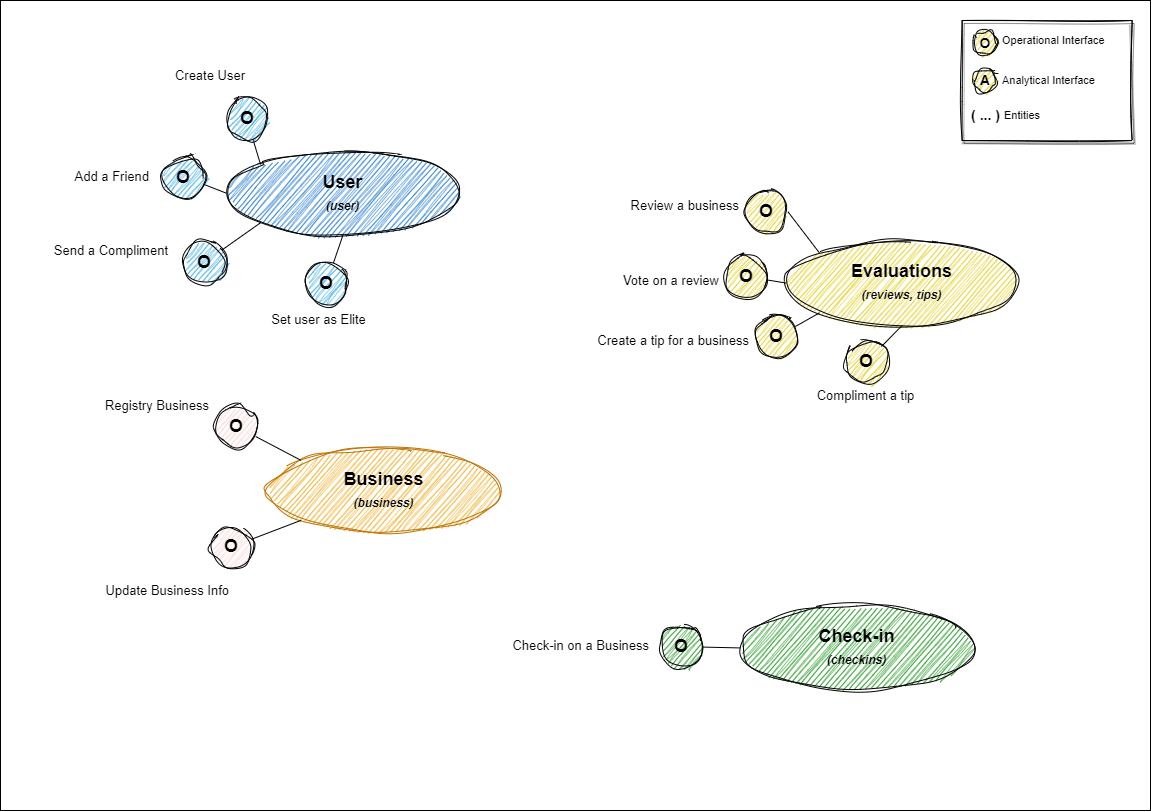 O Operational Interface
A Analytical Interface
( ... ) Entities
Create User
O
Add a Friend
O
User
(user)
Send a Compliment
O
O
Set user as Elite
Review a business
O
Vote on a review
O
Evaluations
(reviews, tips)
Create a tip for a business
O
O
Compliment a tip
Registry Business
O
Business
(business)
O
Update Business Info
Check-in on a Business
O
Check-in
(checkins)